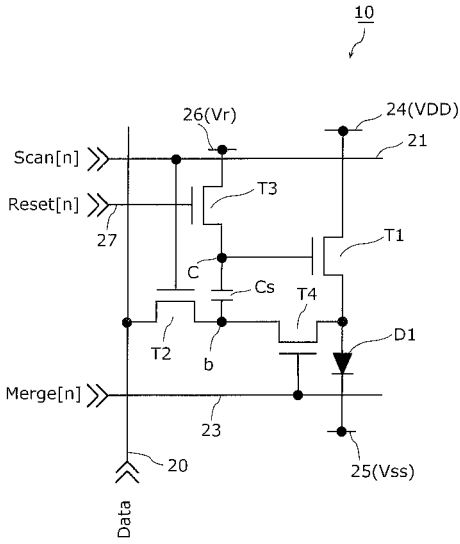 10
26(Vr)
24(VDD)
Scan[n]
21
Reset[n]
T3
27
T1
C
Cs
T4
T2
b
D1
Merge[n]
23
20
25(Vss)
Data